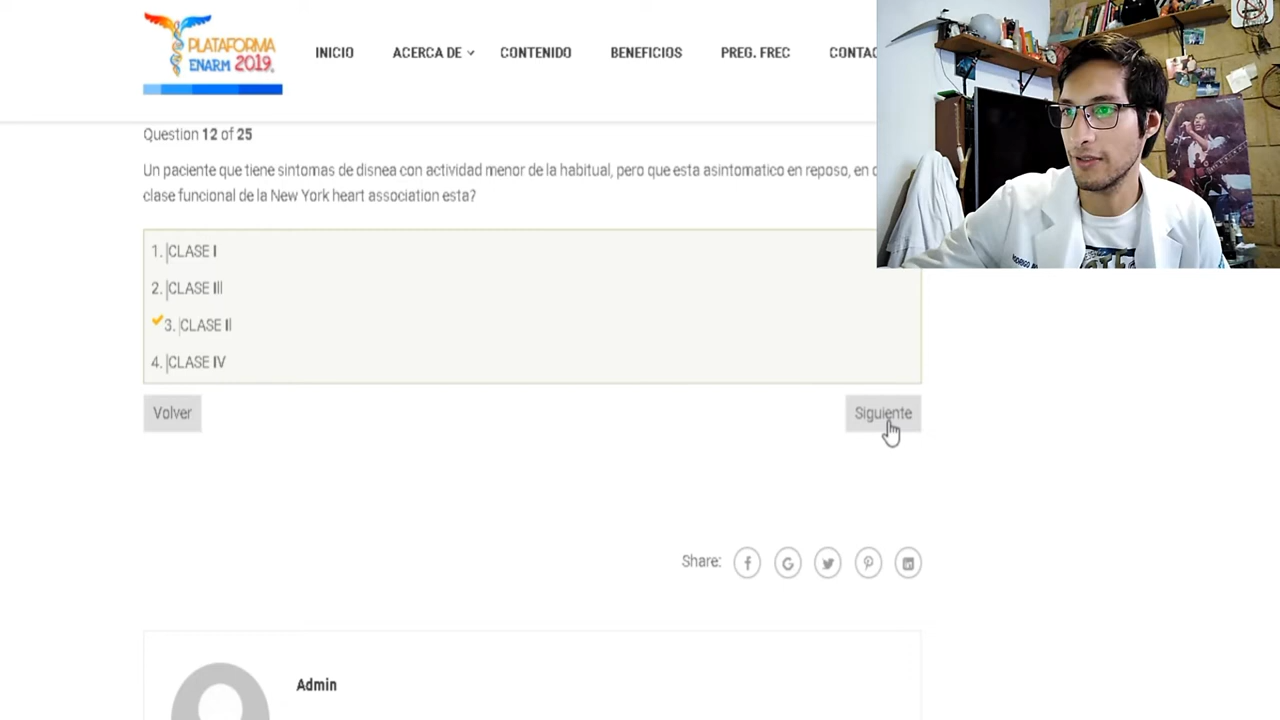 PLATAFORMA
ENARM 2019
INICIO
ACERCA DE
CONTENIDO
BENEFICIOS
PREG. FREC
CONTAC
Question 12 of 25
Un paciente que tiene sintomas de disnea con actividad menor de la habitual, pero que esta asintomatico en reposo, en
clase funcional de la New York heart association esta?
1. CLASE I
2. CLASE III
3. CLASE II
4. CLASE IV
Volver
Siguiente
Share:
Admin